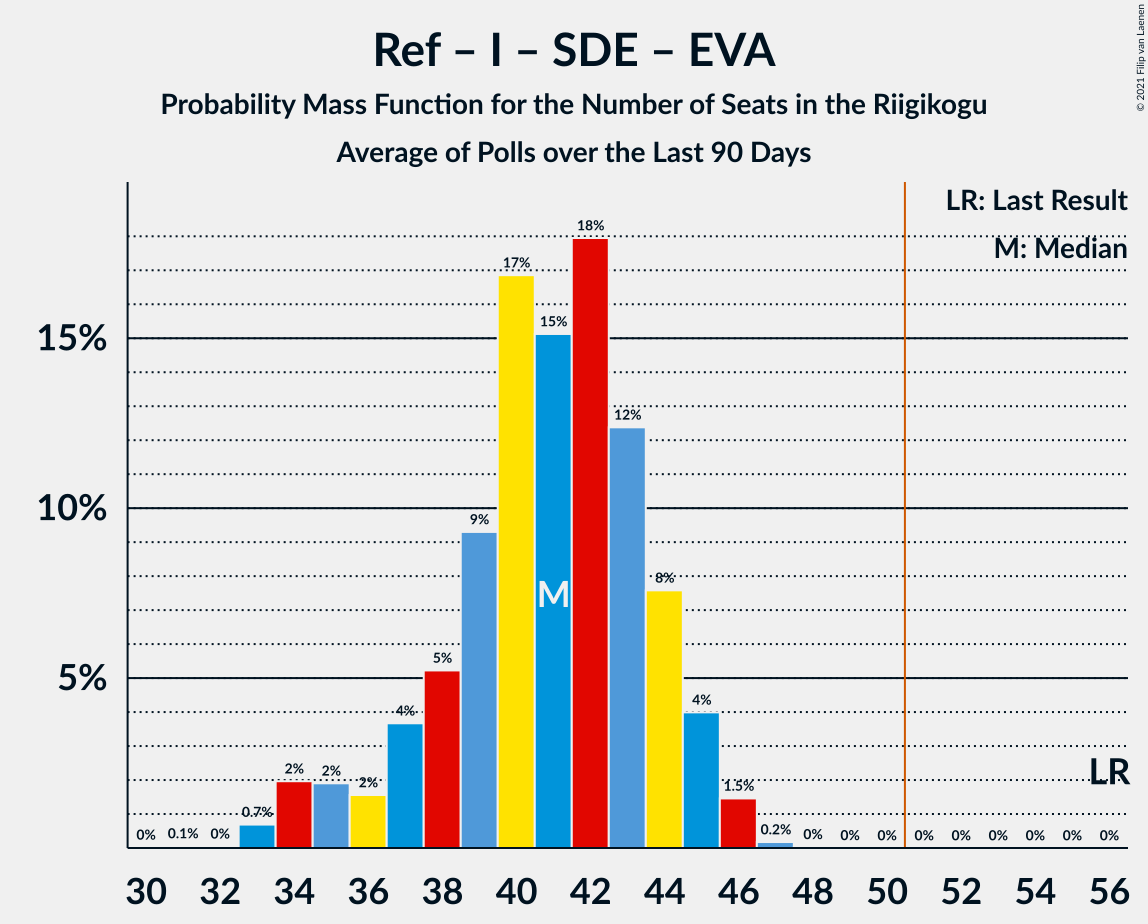 Ref – I – SDE – EVA
Probability Mass Function for the Number of Seats in the Riigikogu
Average of Polls over the Last 90 Days
© 2021 Filip van Laenen
LR: Last Result
M: Median
15%
10%
5%
0% 0.1% 0% 0.7% 2% 2% 2% 4% 5% 9% 17% 15% 18% 12% 8% 4% 1.5% 0.2% 0% 0% 0% 0% 0% 0% 0% 0% 0%
M
LR
30 32 34 36 38 40 42 44 46 48 50 52 54 56